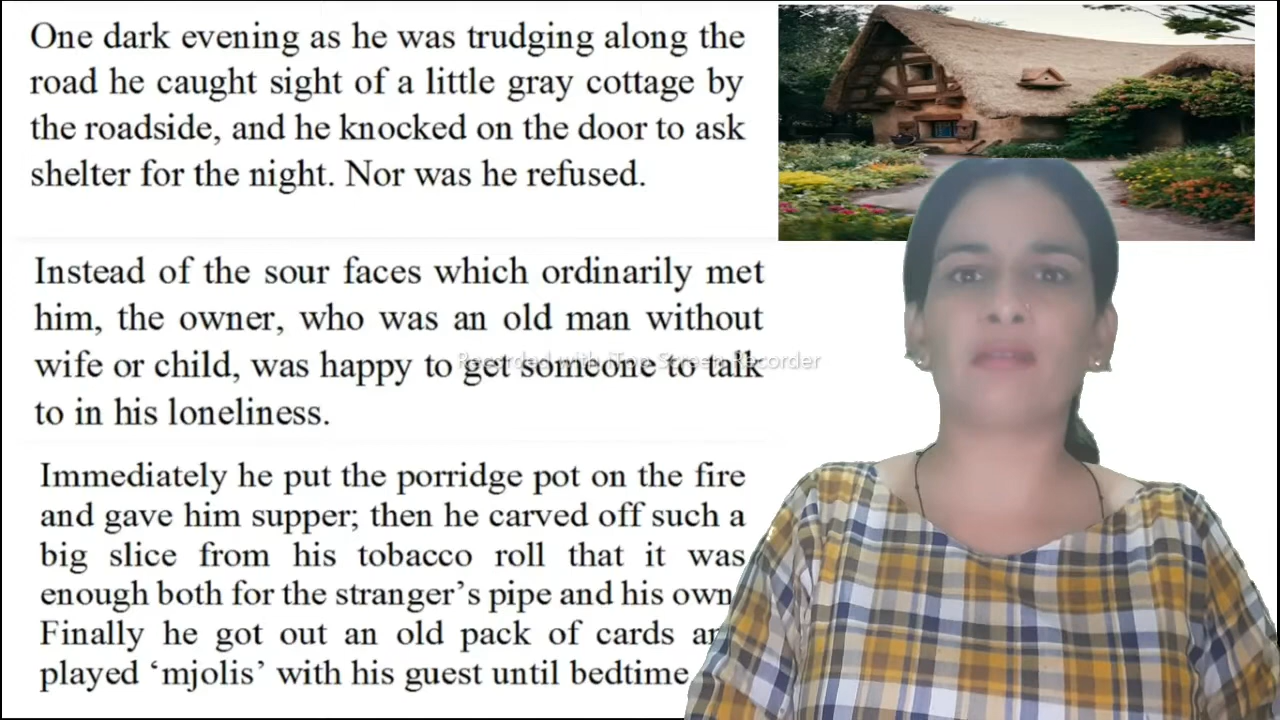 One dark evening as he was trudging along the
road he caught sight of a little gray cottage by
the roadside, and he knocked on the door to ask
shelter for the night. Nor was he refused.
Instead of the sour faces which ordinarily met
him, the owner, who was an old man without
wife or child, was happy to get someone to talk
to in his loneliness.
Recorded with iTop Screen Recorder
Immediately he put the porridge pot on the fire
and gave him supper; then he carved off such a
big slice from his tobacco roll that it was
enough both for the stranger’s pipe and his own
Finally he got out an old pack of cards
played ‘mjolis’ with his guest until bedtime.